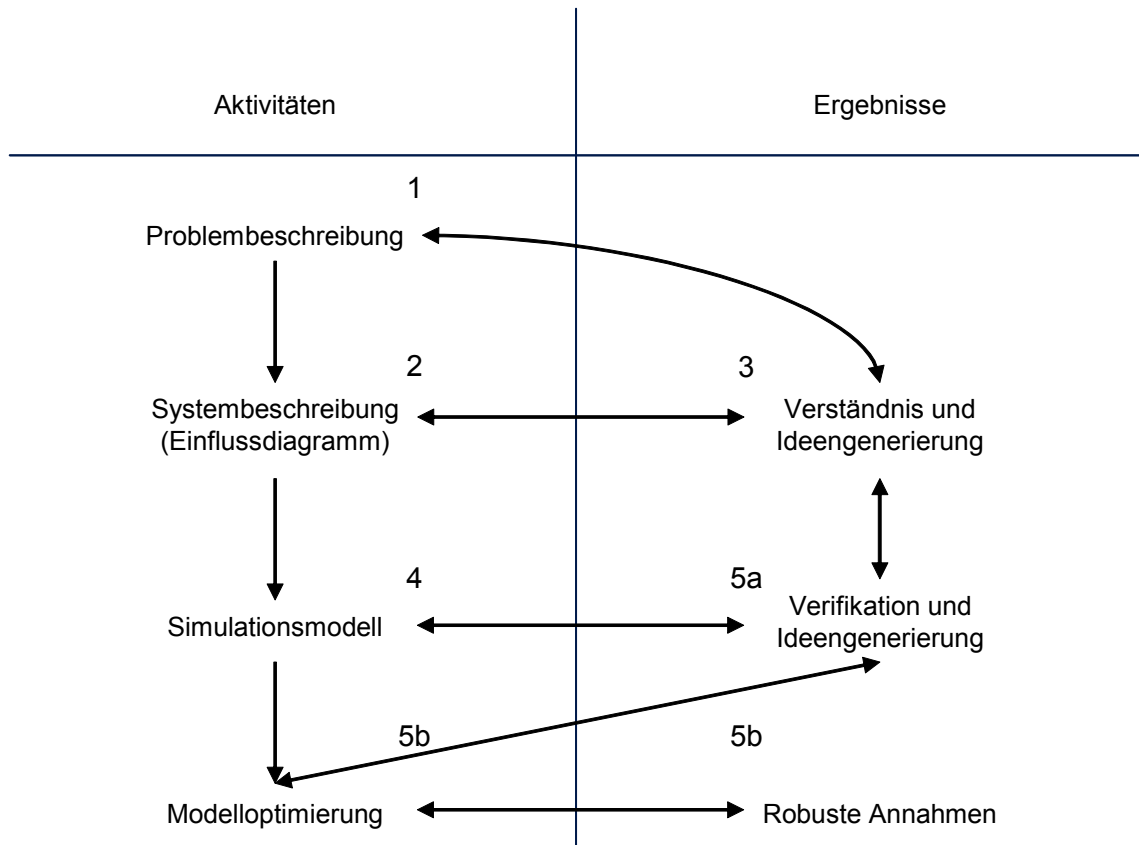 Aktivitäten
Ergebnisse
1
Problembeschreibung
2
3
Systembeschreibung
(Einflussdiagramm)
Verständnis und
Ideengenerierung
4
5a
Simulationsmodell
Verifikation und
Ideengenerierung
5b
5b
Modelloptimierung
Robuste Annahmen